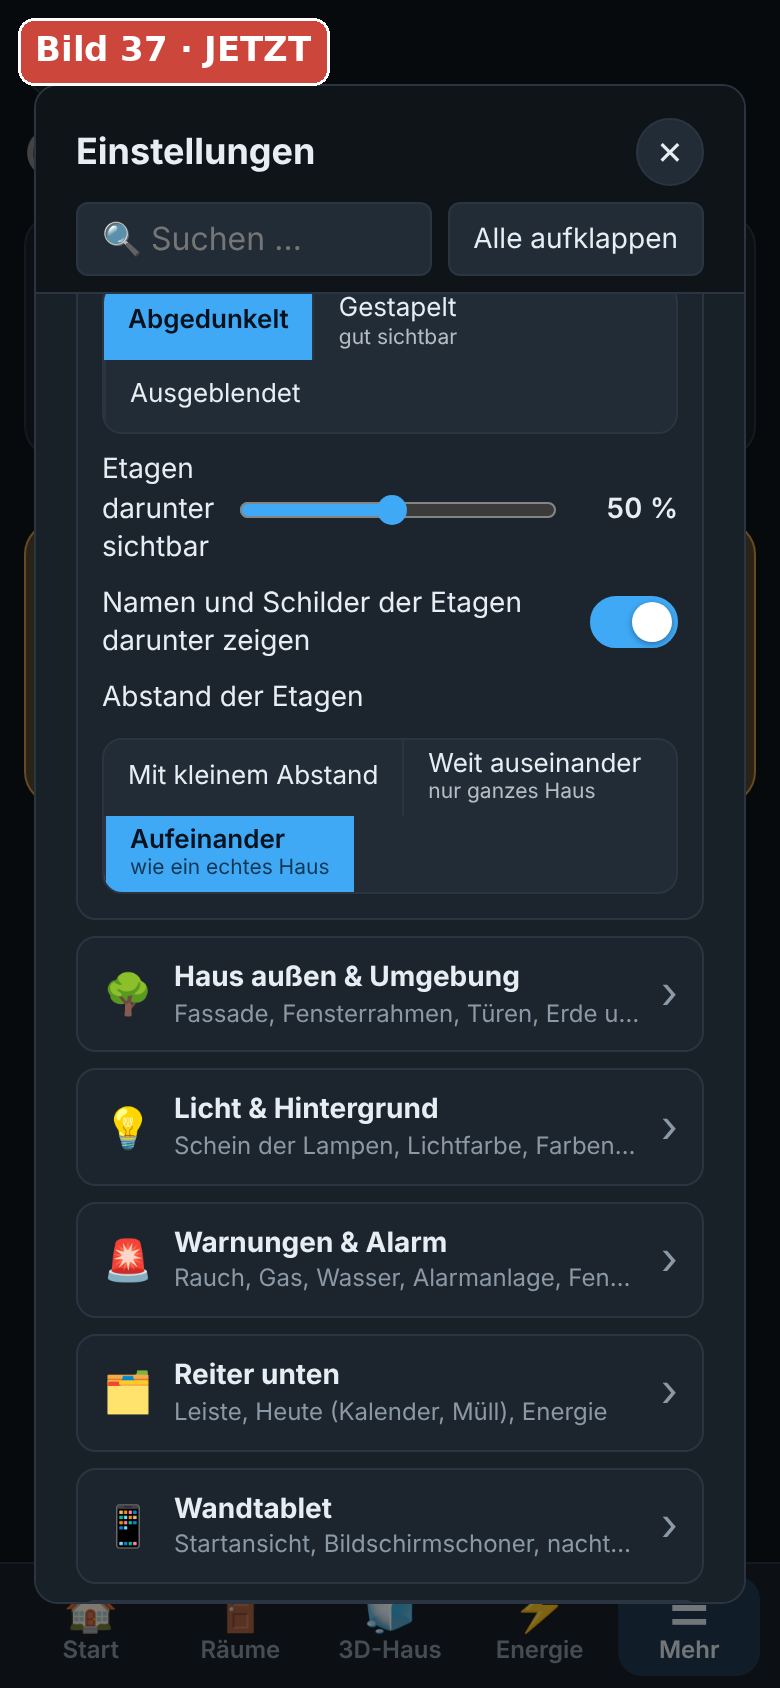 Bild 37 · JETZT
Einstellungen
Suchen ...
Alle aufklappen
Abgedunkelt
Gestapelt
gut sichtbar
Ausgeblendet
Etagen
darunter
sichtbar
50 %
Namen und Schilder der Etagen
darunter zeigen
Abstand der Etagen
Mit kleinem Abstand
Weit auseinander
nur ganzes Haus
Aufeinander
wie ein echtes Haus
Haus außen & Umgebung
Fassade, Fensterrahmen, Türen, Erde u...
Licht & Hintergrund
Schein der Lampen, Lichtfarbe, Farben...
Warnungen & Alarm
Rauch, Gas, Wasser, Alarmanlage, Fen...
Reiter unten
Leiste, Heute (Kalender, Müll), Energie
Wandtablet
Startansicht, Bildschirmschoner, nacht...
Start
Räume
3D-Haus
Energie
Mehr